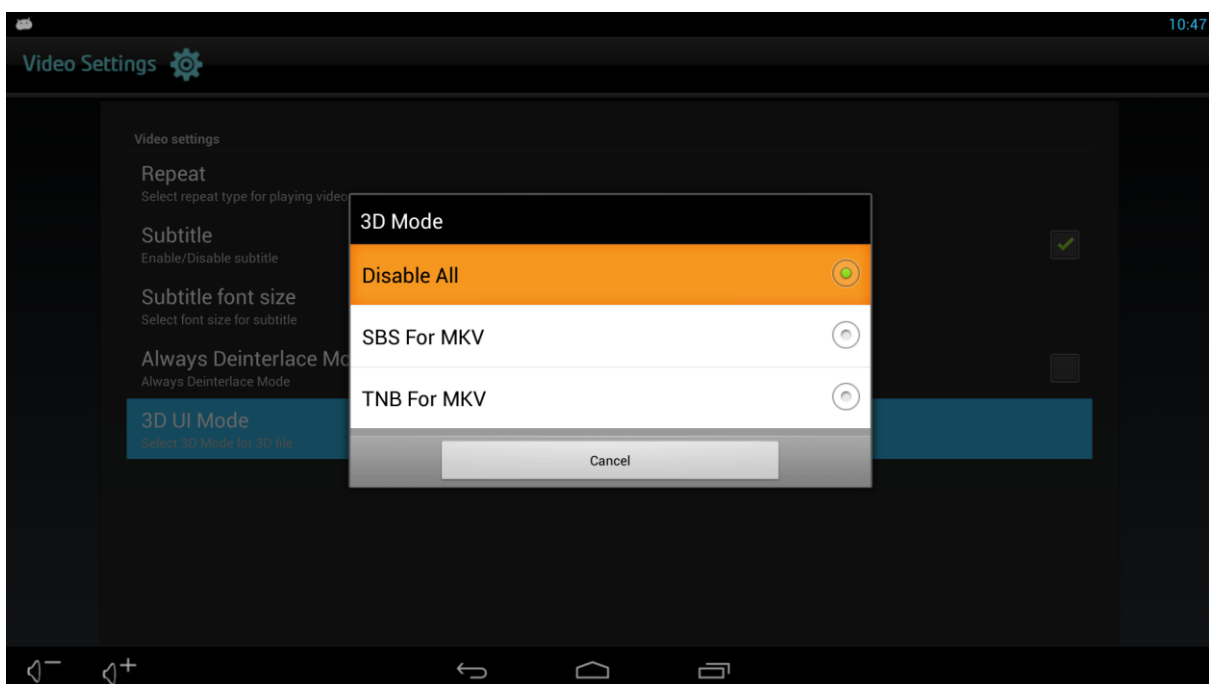 10:47
Video Settings
Video settings
Repeat
Select repeat type for playing video
Subtitle
Enable/Disable subtitle
Subtitle font size
Select font size for subtitle
Always Deinterlace Mo
Always Deinterlace Mode
3D UI Mode
Select 3D Mode for 3D file
3D Mode
Disable All
SBS For MKV
TNB For MKV
Cancel